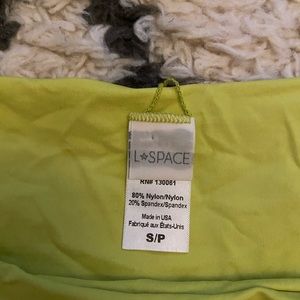 L★SPACE
RN# 130061
80% Nylon/Nylon
20% Spandex/Spandex
Made in USA
Fabriqué aux États-Unis
S/P